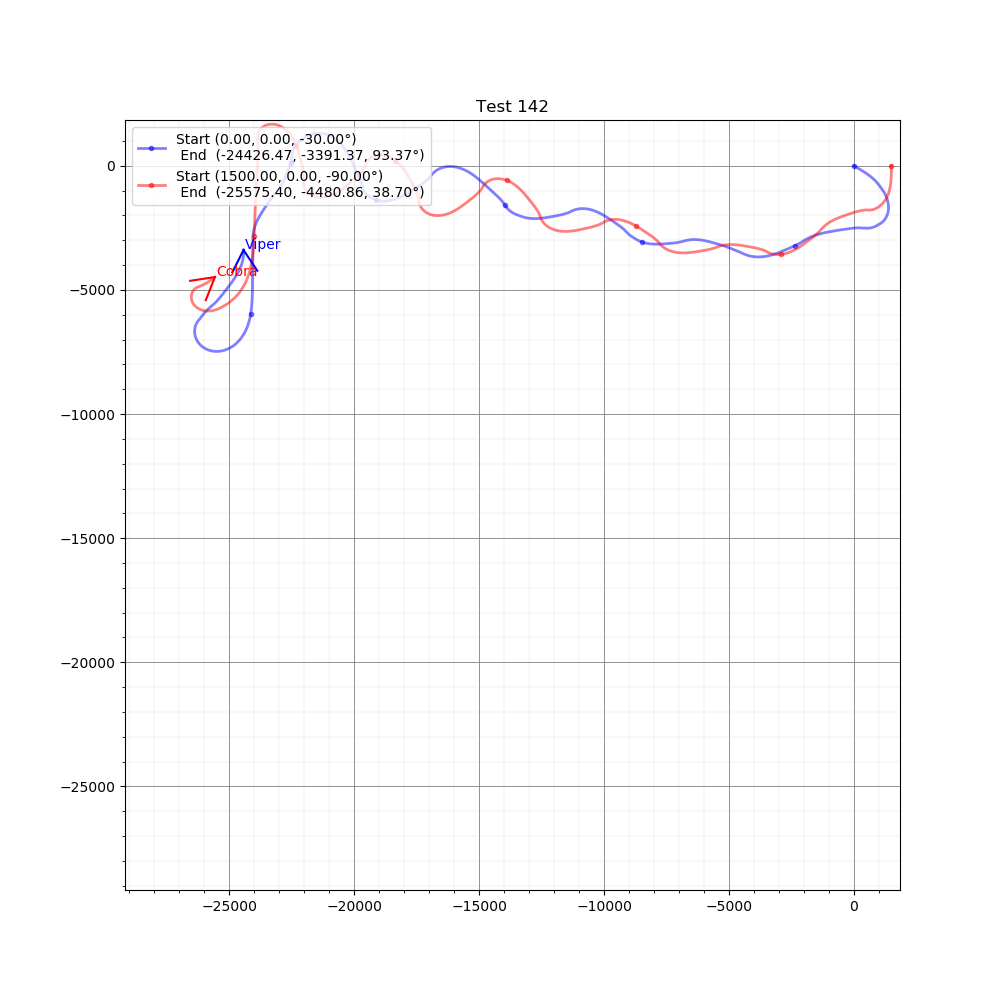 Test 142
Start (0.00, 0.00, -30.00°)
End (-24426.47, -3391.37, 93.37°)
Start (1500.00, 0.00, -90.00°)
End (-25575.40, -4480.86, 38.70°)
0
Viper
Cobra
−5000
−10000
−15000
−20000
−25000
−25000 −20000 −15000 −10000 −5000 0